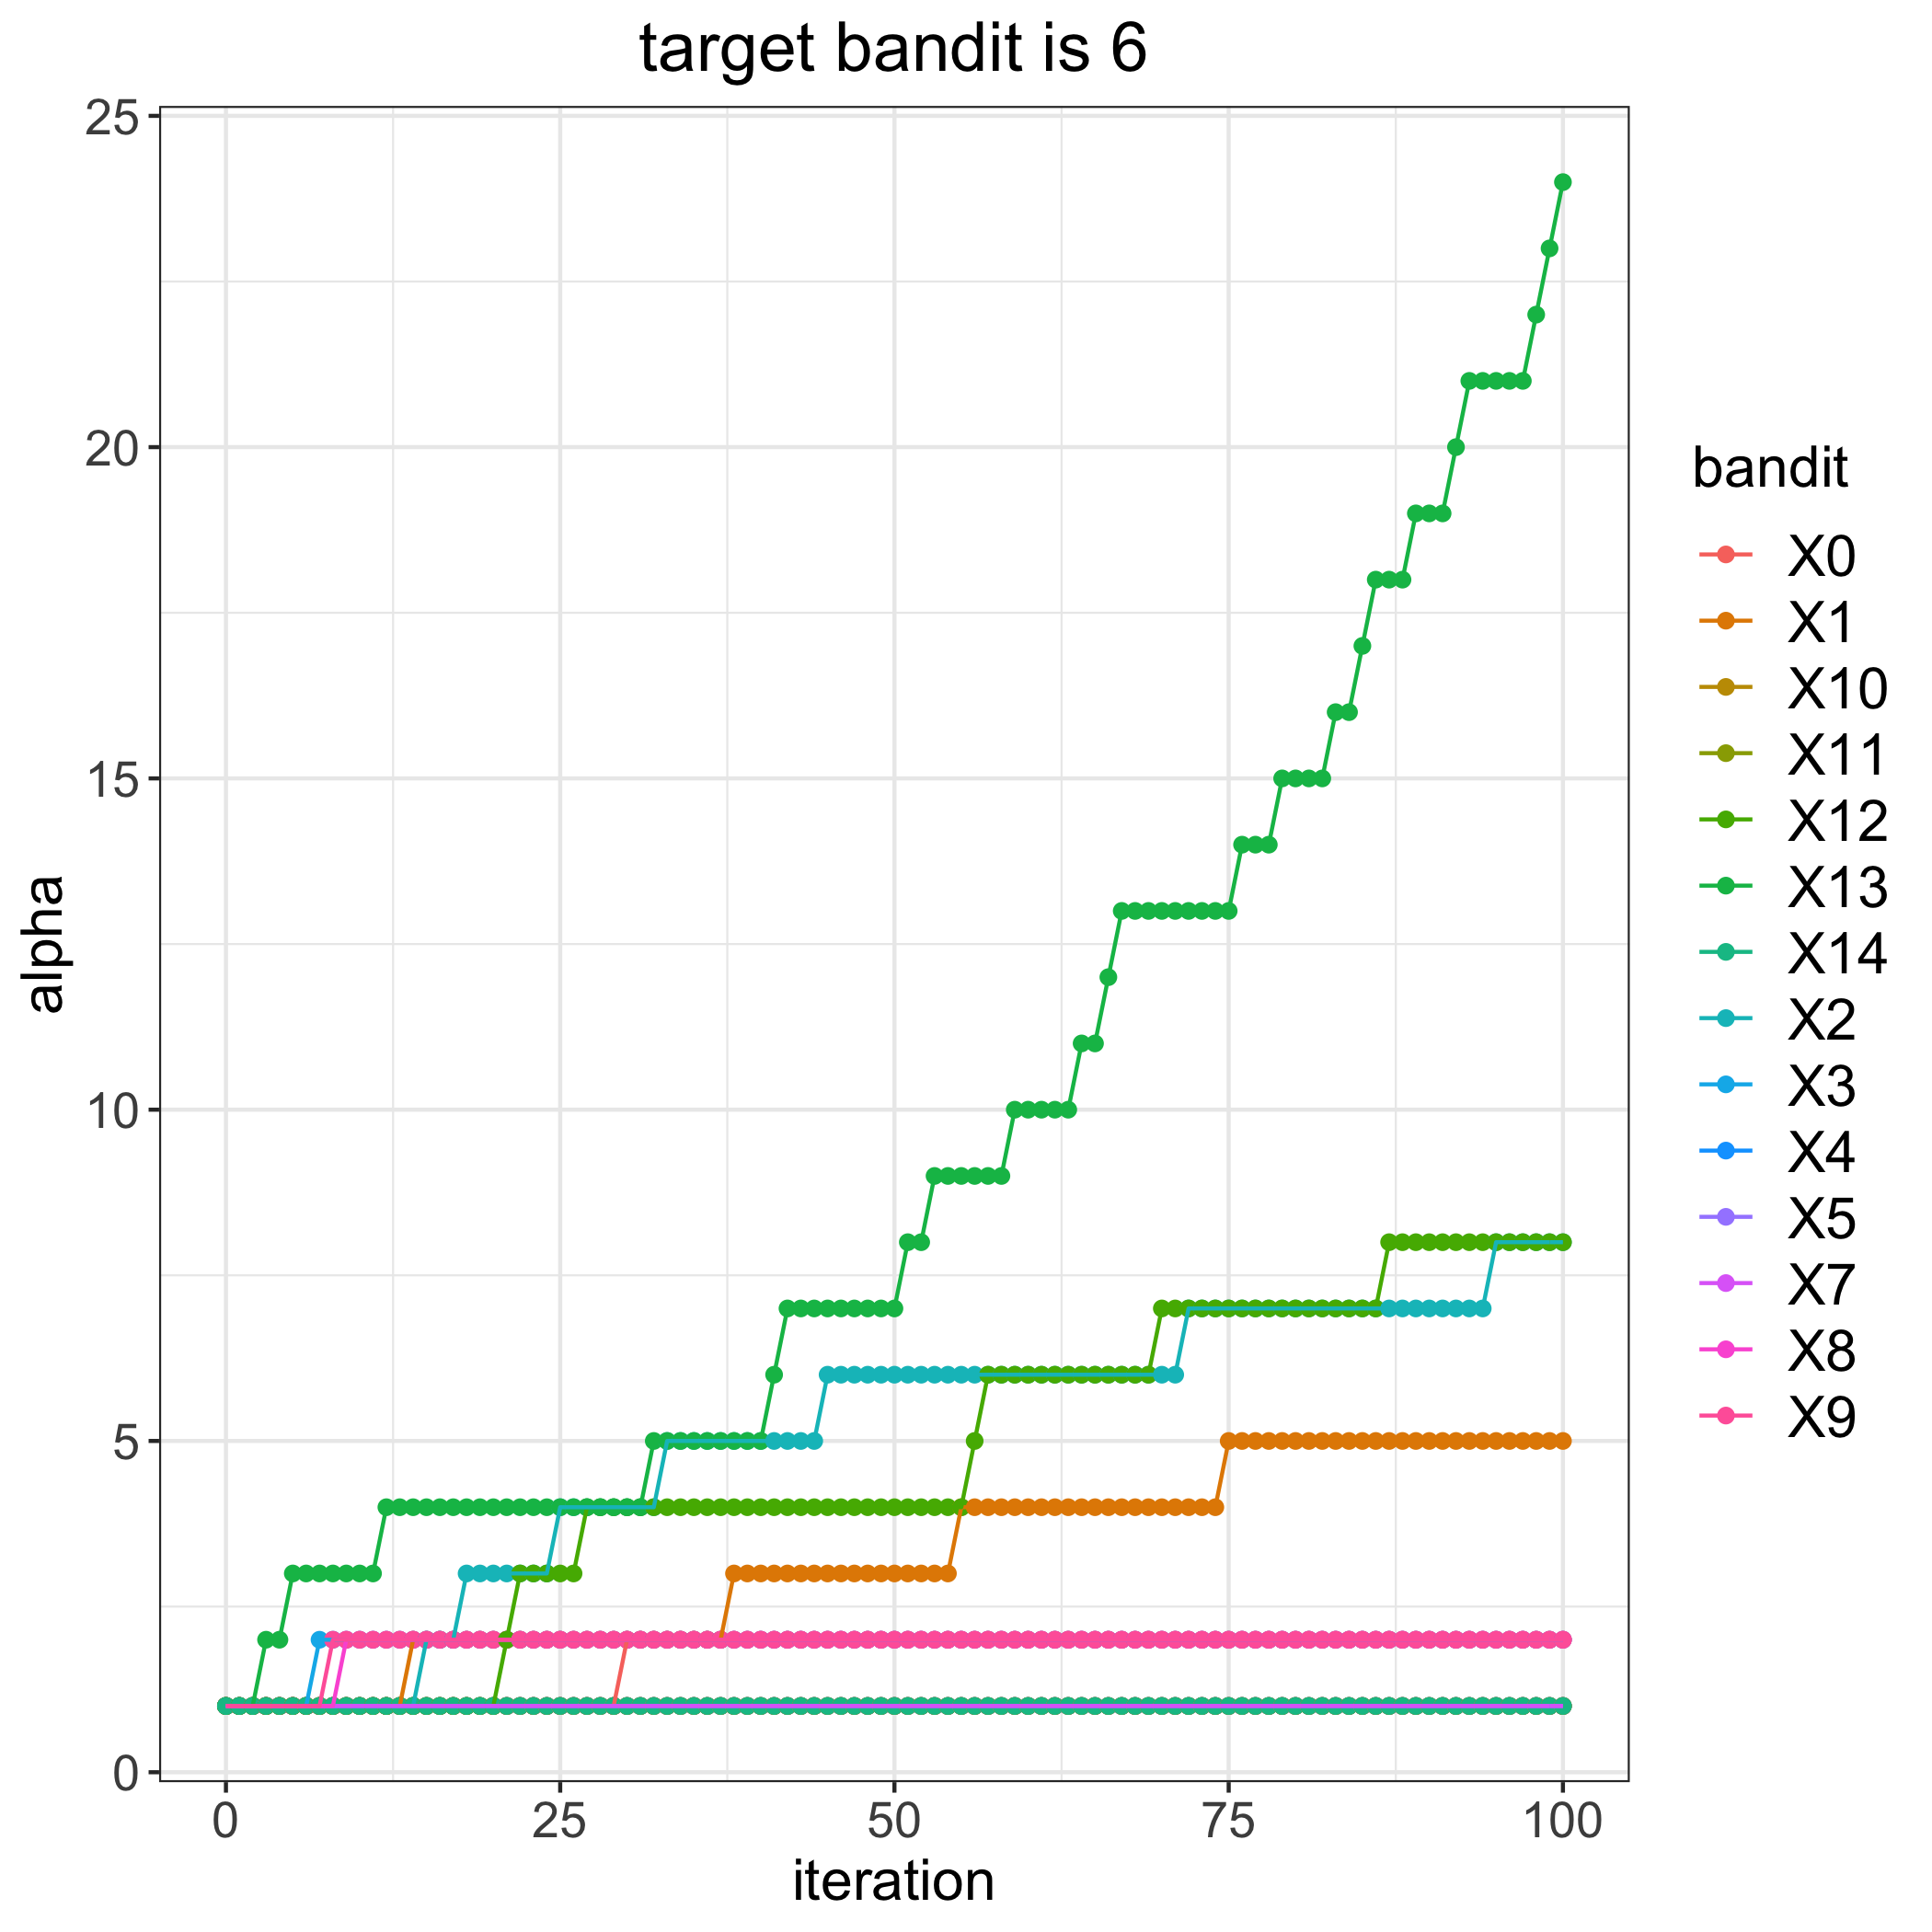 target bandit is 6
25
20
15
10
5
0
alpha
0 25 50 75 100
iteration
bandit
X0
X1
X10
X11
X12
X13
X14
X2
X3
X4
X5
X7
X8
X9